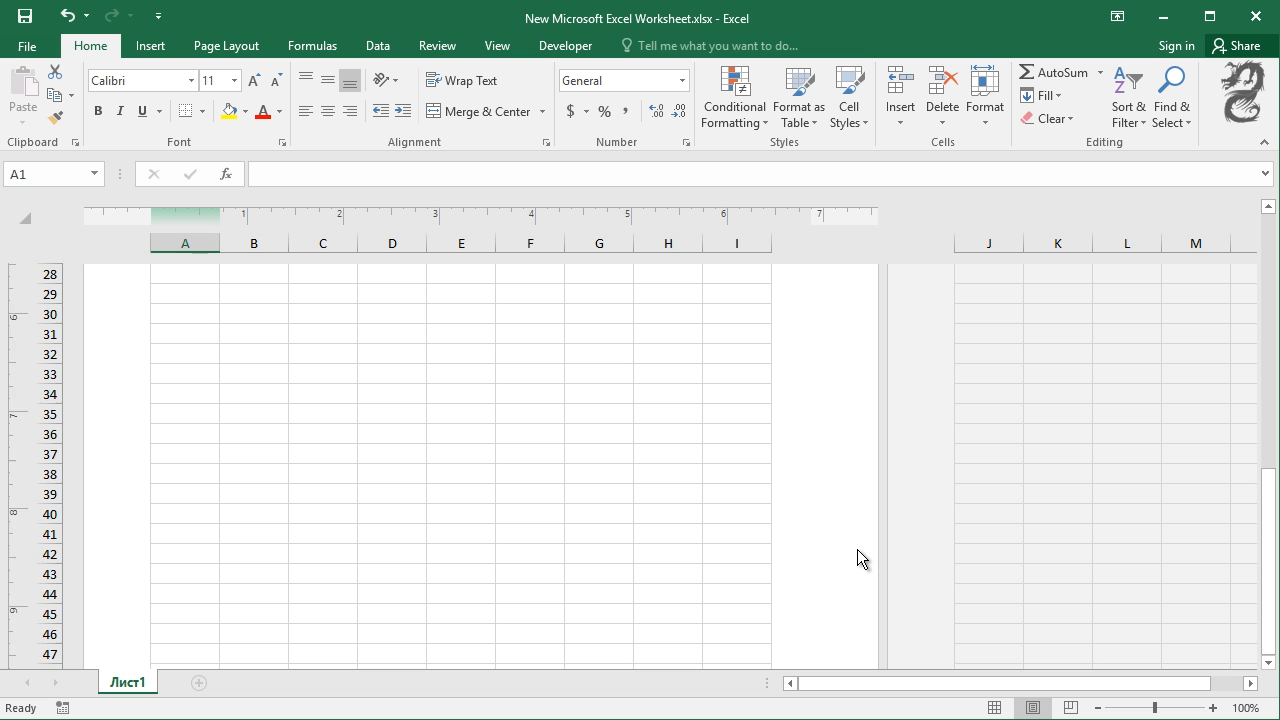 New Microsoft Excel Worksheet.xlsx - Excel
File Home Insert Page Layout Formulas Data Review View Developer Tell me what you want to do... Sign in Share
Paste
Clipboard
Calibri 11
B I U A
Font
Wrap Text
Merge & Center
Alignment
General
$ % ,
Number
Conditional Formatting
Format as Table
Cell Styles
Styles
Insert Delete Format
Cells
AutoSum
Fill
Clear
Sort & Filter
Find & Select
Editing
A1 fx
1 2 3 4 5 6 7
A B C D E F G H I J K L M
28
29
6 30
31
32
33
34
7 35
36
37
38
39
8 40
41
42
43
44
9 45
46
47
Лист1
Ready 100%